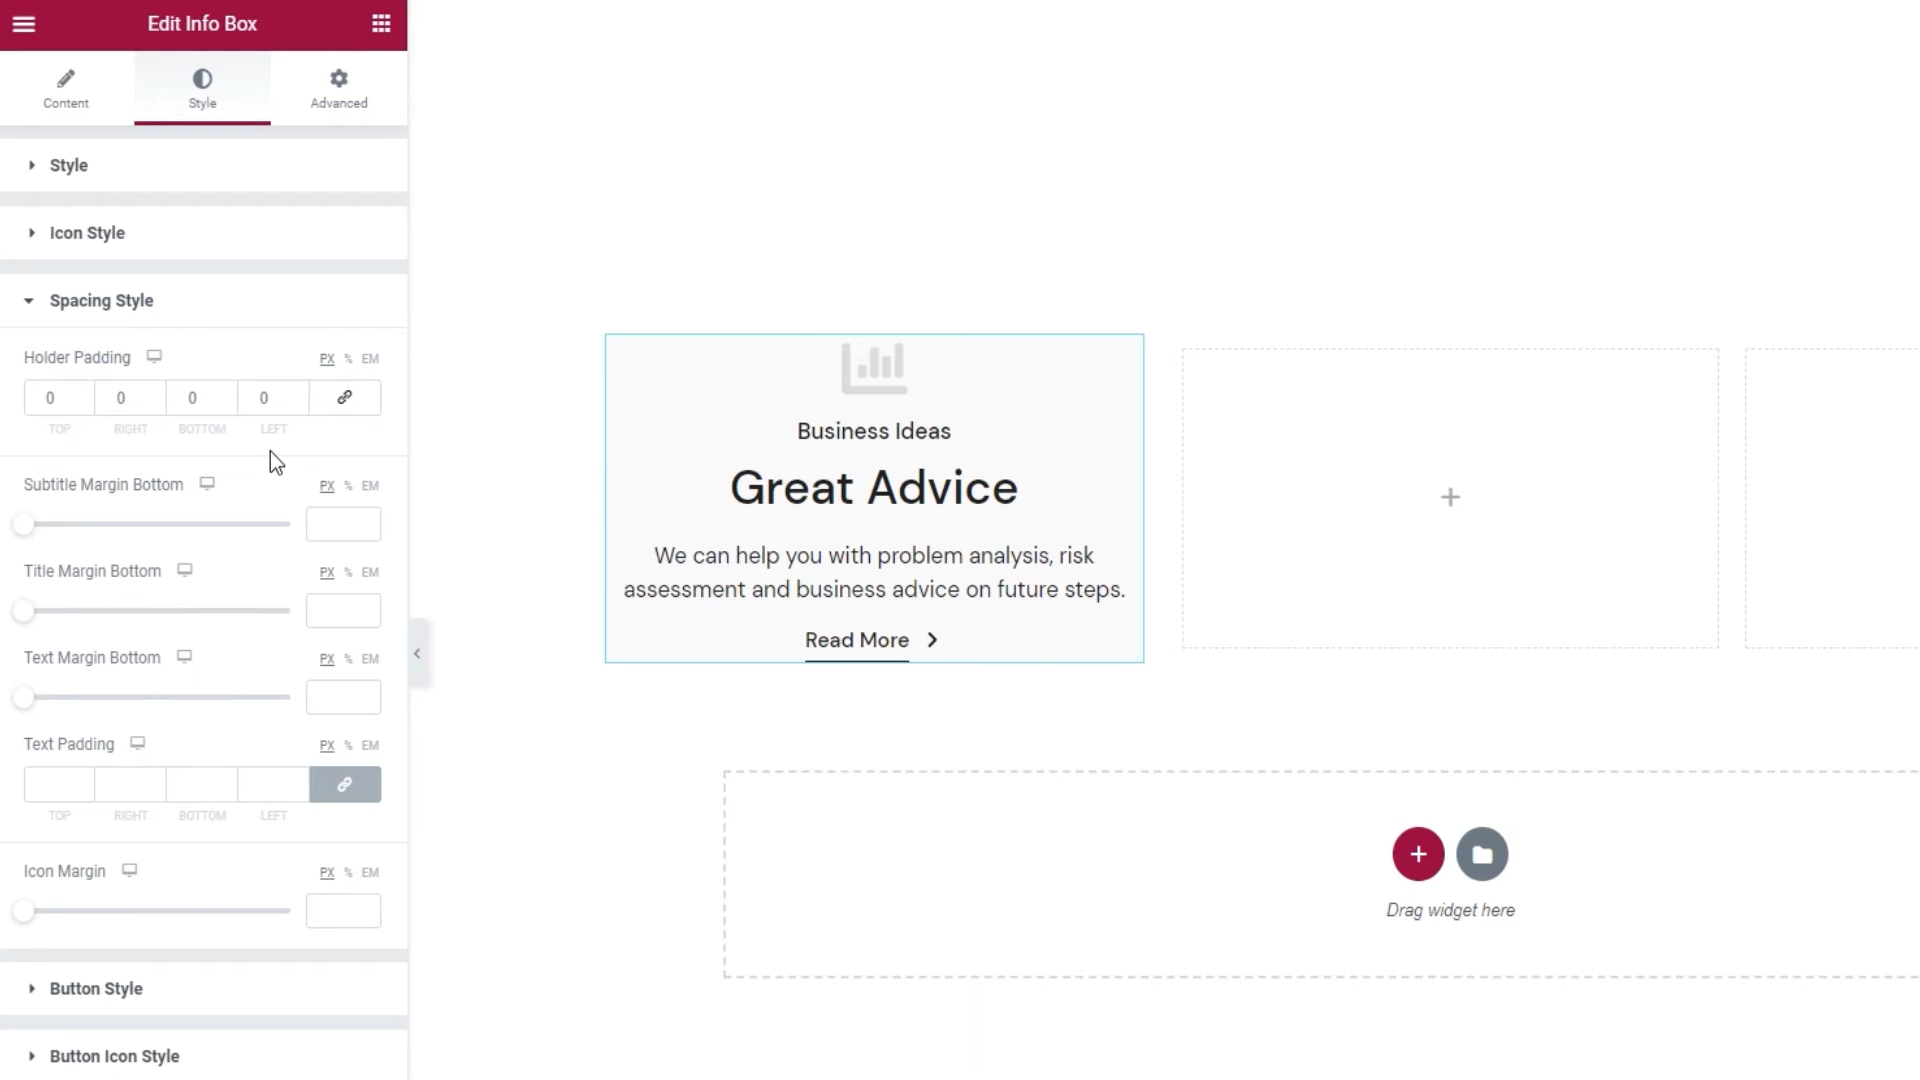 Edit Info Box
Content
Style
Advanced
Style
Icon Style
Spacing Style
Holder Padding PX % EM
0 0 0 0
TOP RIGHT BOTTOM LEFT
Subtitle Margin Bottom PX % EM
Title Margin Bottom PX % EM
Text Margin Bottom PX % EM
Text Padding PX % EM
TOP RIGHT BOTTOM LEFT
Icon Margin PX % EM
Button Style
Button Icon Style
Business Ideas
Great Advice
We can help you with problem analysis, risk
assessment and business advice on future steps.
Read More
Drag widget here